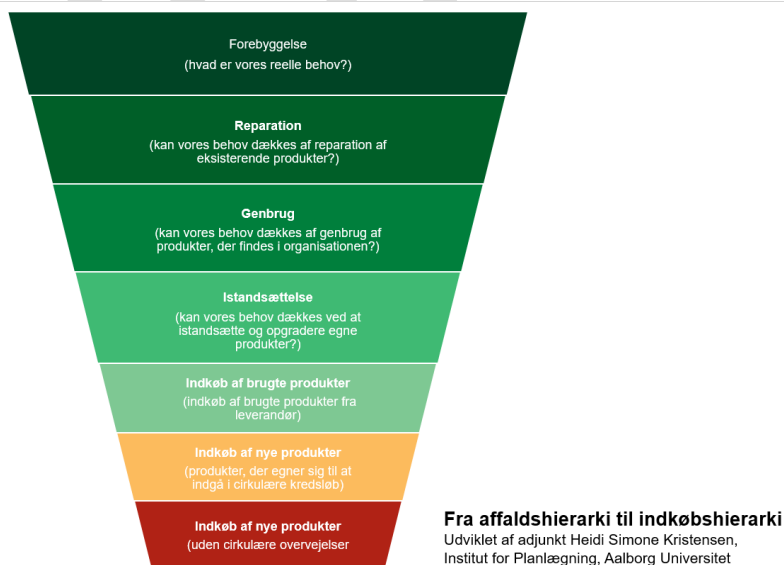 Forebyggelse
(hvad er vores reelle behov?)
Reparation
(kan vores behov dækkes af reparation af
eksisterende produkter?)
Genbrug
(kan vores behov dækkes af genbrug af
produkter, der findes i organisationen?)
Istandsættelse
(kan vores behov dækkes ved at
istandsætte og opgradere egne
produkter?)
Indkøb af brugte produkter
(indkøb af brugte produkter fra
leverandør)
Indkøb af nye produkter
(produkter, der egner sig til at
indgå i cirkulære kredsløb)
Indkøb af nye produkter
(uden cirkulære overvejelser
Fra affaldshierarki til indkøbshierarki
Udviklet af adjunkt Heidi Simone Kristensen,
Institut for Planlægning, Aalborg Universitet